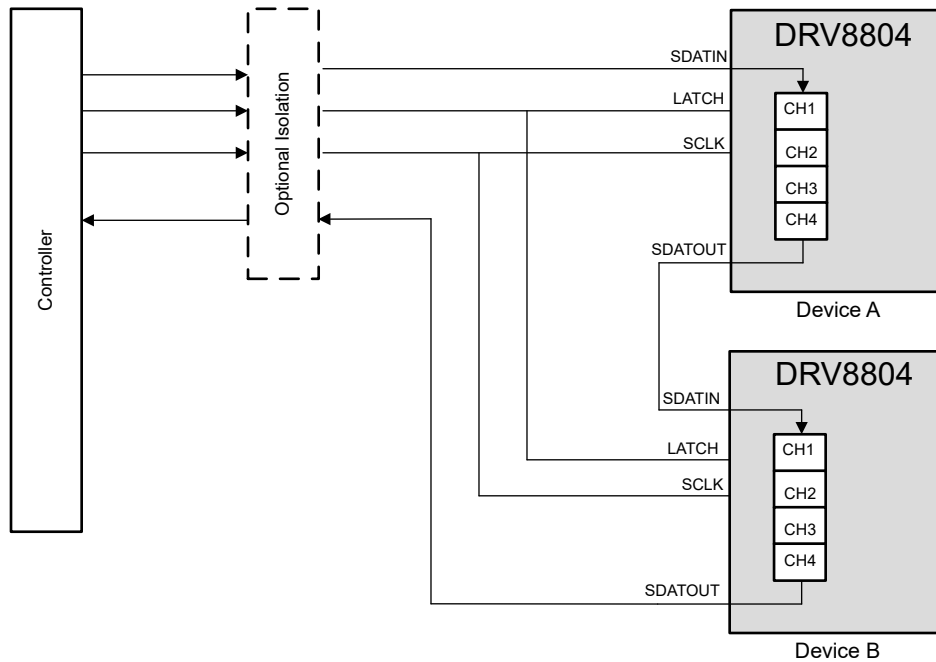 Controller
Optional Isolation
DRV8804
SDATIN
LATCH
SCLK
SDATOUT
CH1
CH2
CH3
CH4
Device A
DRV8804
SDATIN
LATCH
SCLK
SDATOUT
CH1
CH2
CH3
CH4
Device B